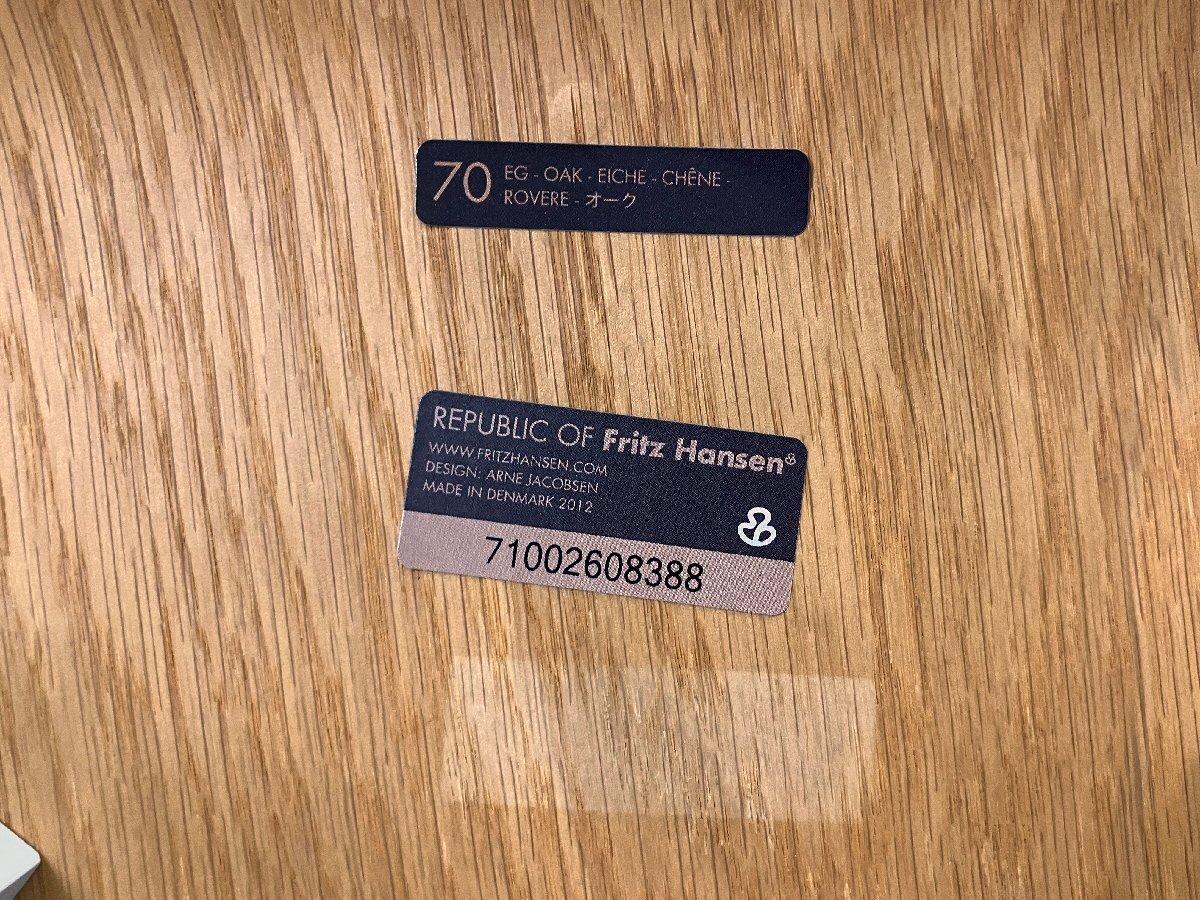 70 EG - OAK - EICHE - CHÊNE -
ROVERE - オーク
REPUBLIC OF Fritz Hansen
WWW.FRITZHANSEN.COM
DESIGN: ARNE JACOBSEN
MADE IN DENMARK 2012
71002608388